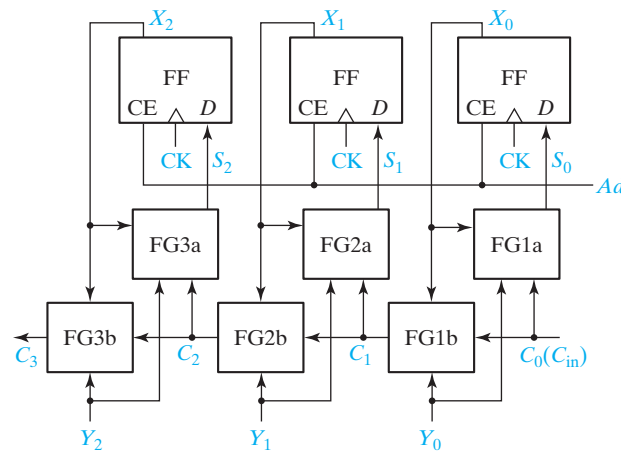 X₂ X₁ X₀
FF FF FF
CE D CE D CE D
CK S₂ CK S₁ CK S₀
Ad
FG3a FG2a FG1a
FG3b FG2b FG1b
C₃ C₂ C₁ C₀(Cᵢₙ)
Y₂ Y₁ Y₀